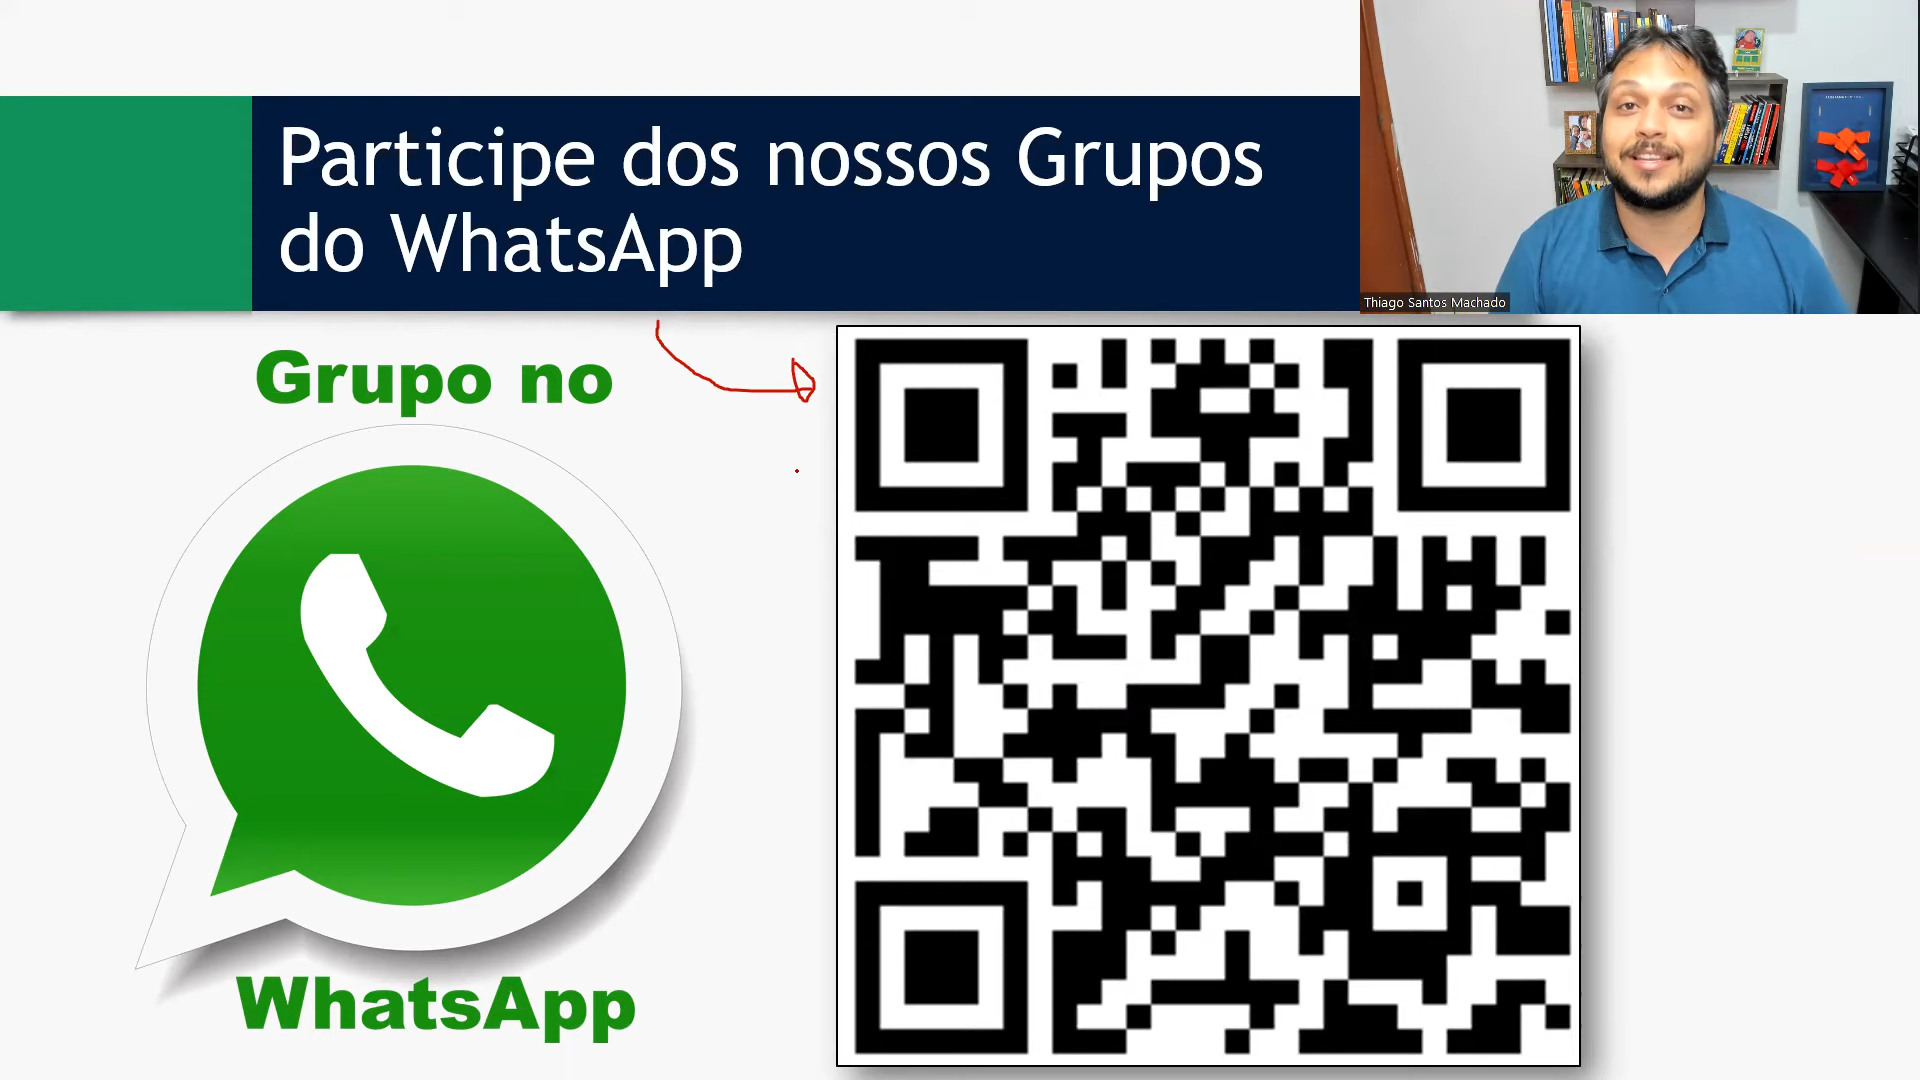 Participe dos nossos Grupos
do WhatsApp
Thiago Santos Machado
Grupo no
WhatsApp